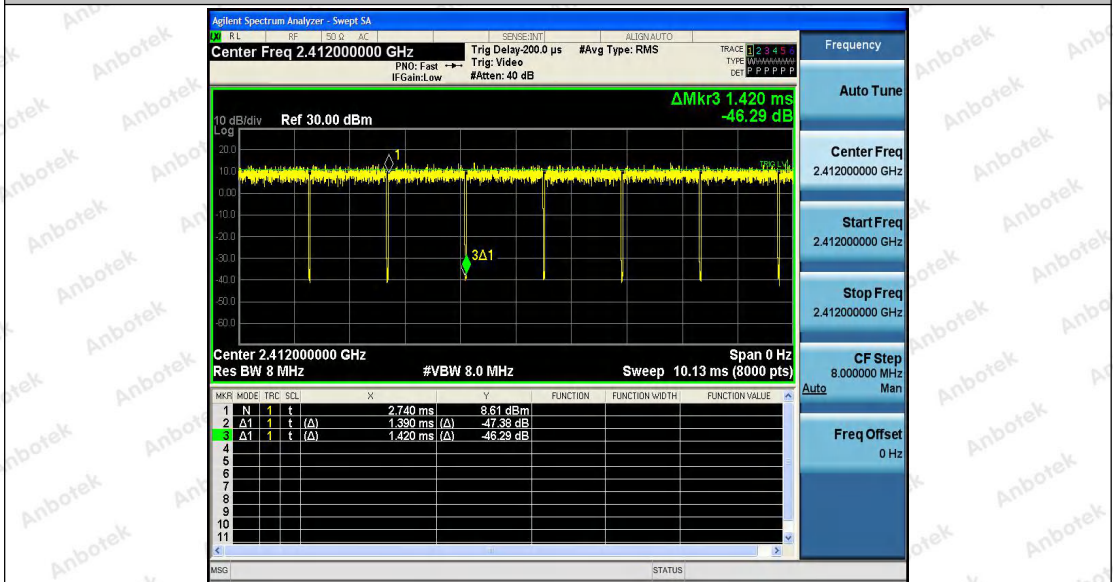 Agilent Spectrum Analyzer - Swept SA
LXI RL RF 50 Ω AC SENSE:INT ALIGNAUTO
Center Freq 2.412000000 GHz
PNO: Fast
IFGain:Low
Trig Delay-200.0 µs
Trig: Video
#Atten: 40 dB
#Avg Type: RMS
TRACE 1 2 3 4 5 6
TYPE WWWWWW
DET P P P P P P
Frequency
Auto Tune
Center Freq
2.412000000 GHz
Start Freq
2.412000000 GHz
Stop Freq
2.412000000 GHz
CF Step
8.000000 MHz
Auto Man
Freq Offset
0 Hz
ΔMkr3 1.420 ms
-46.29 dB
10 dB/div Ref 30.00 dBm
Log
20.0
10.0
0.00
-10.0
-20.0
-30.0
-40.0
-50.0
-60.0
1
3Δ1
TRIG LVL
Center 2.412000000 GHz Span 0 Hz
Res BW 8 MHz #VBW 8.0 MHz Sweep 10.13 ms (8000 pts)
MKR MODE TRC SCL X Y FUNCTION FUNCTION WIDTH FUNCTION VALUE
1 N 1 t 2.740 ms 8.61 dBm
2 Δ1 1 t (Δ) 1.390 ms (Δ) -47.38 dB
3 Δ1 1 t (Δ) 1.420 ms (Δ) -46.29 dB
4
5
6
7
8
9
10
11
MSG STATUS
Anbotek